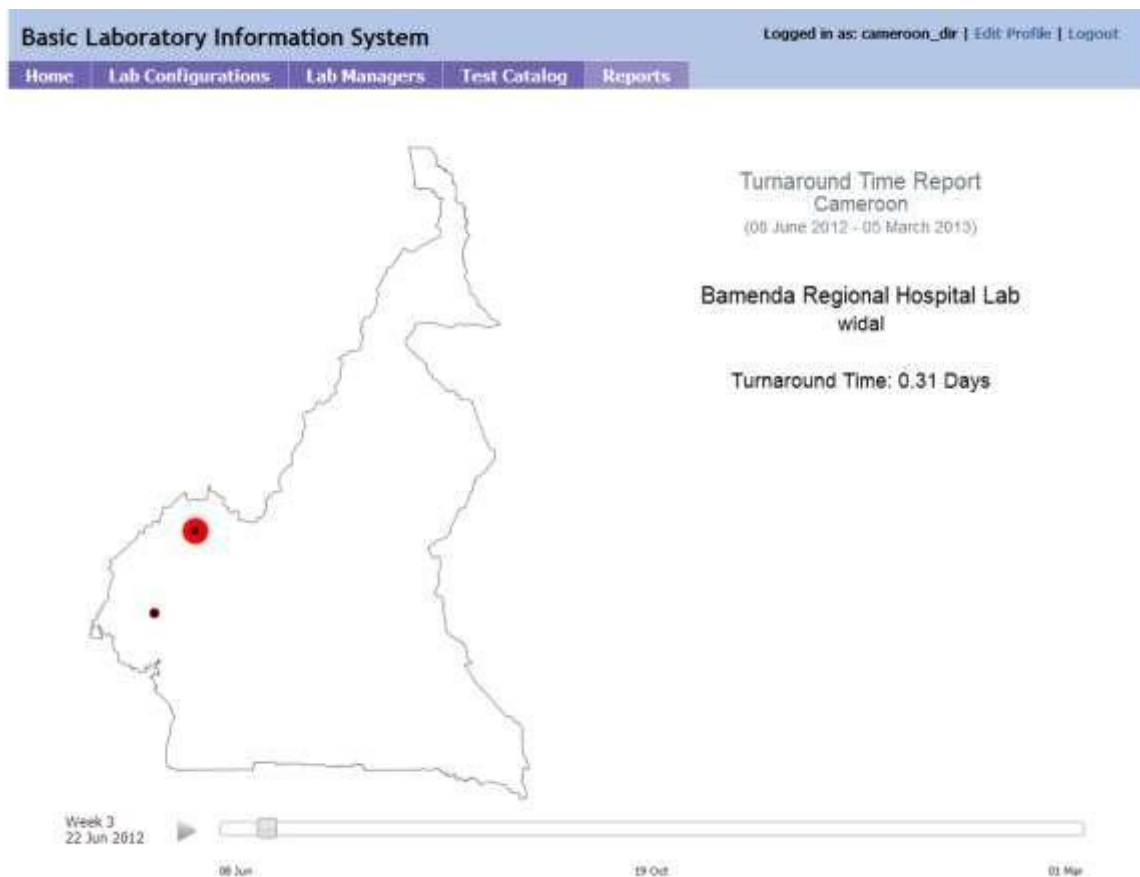 Basic Laboratory Information System
Logged in as: cameroon_dir | Edit Profile | Logout
Home Lab Configurations Lab Managers Test Catalog Reports
Turnaround Time Report
Cameroon
(08 June 2012 - 05 March 2013)
Bamenda Regional Hospital Lab
widal
Turnaround Time: 0.31 Days
Week 3
22 Jun 2012
08 Jun 19 Oct 01 Mar